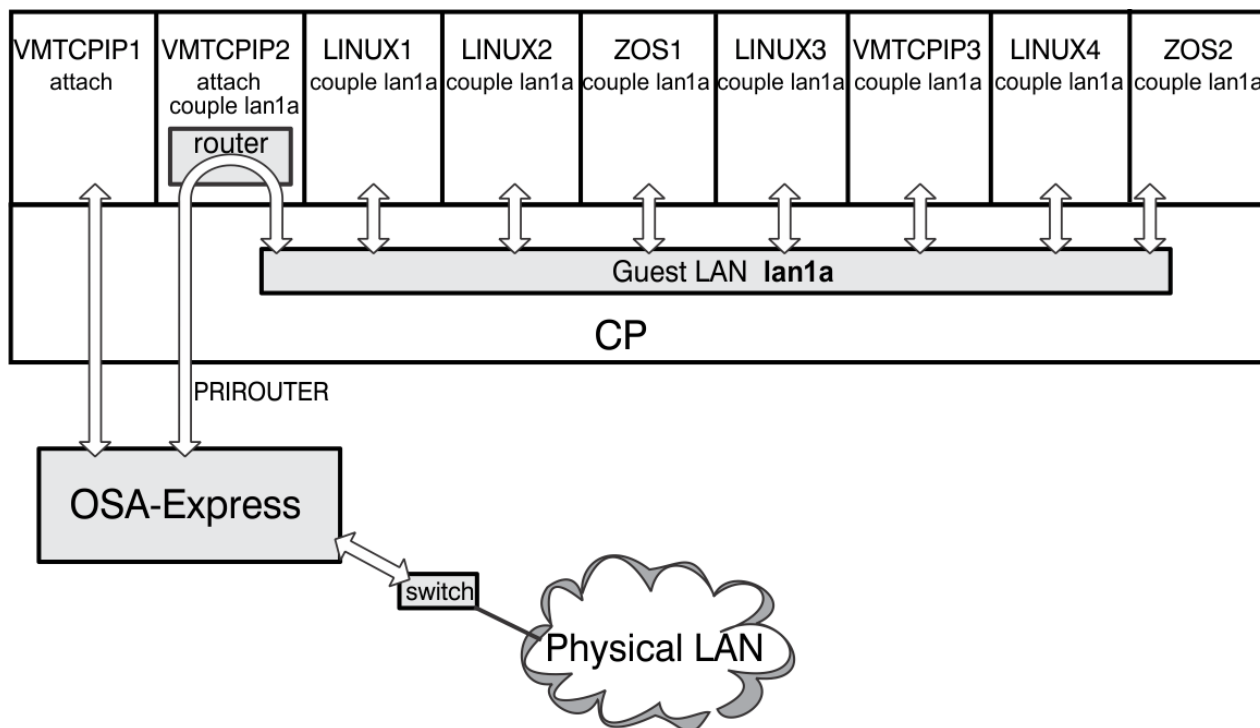 VMTCPIP1
attach
VMTCPIP2
attach
couple lan1a
router
LINUX1
couple lan1a
LINUX2
couple lan1a
ZOS1
couple lan1a
LINUX3
couple lan1a
VMTCPIP3
couple lan1a
LINUX4
couple lan1a
ZOS2
couple lan1a
Guest LAN lan1a
CP
PRIROUTER
OSA-Express
switch
Physical LAN